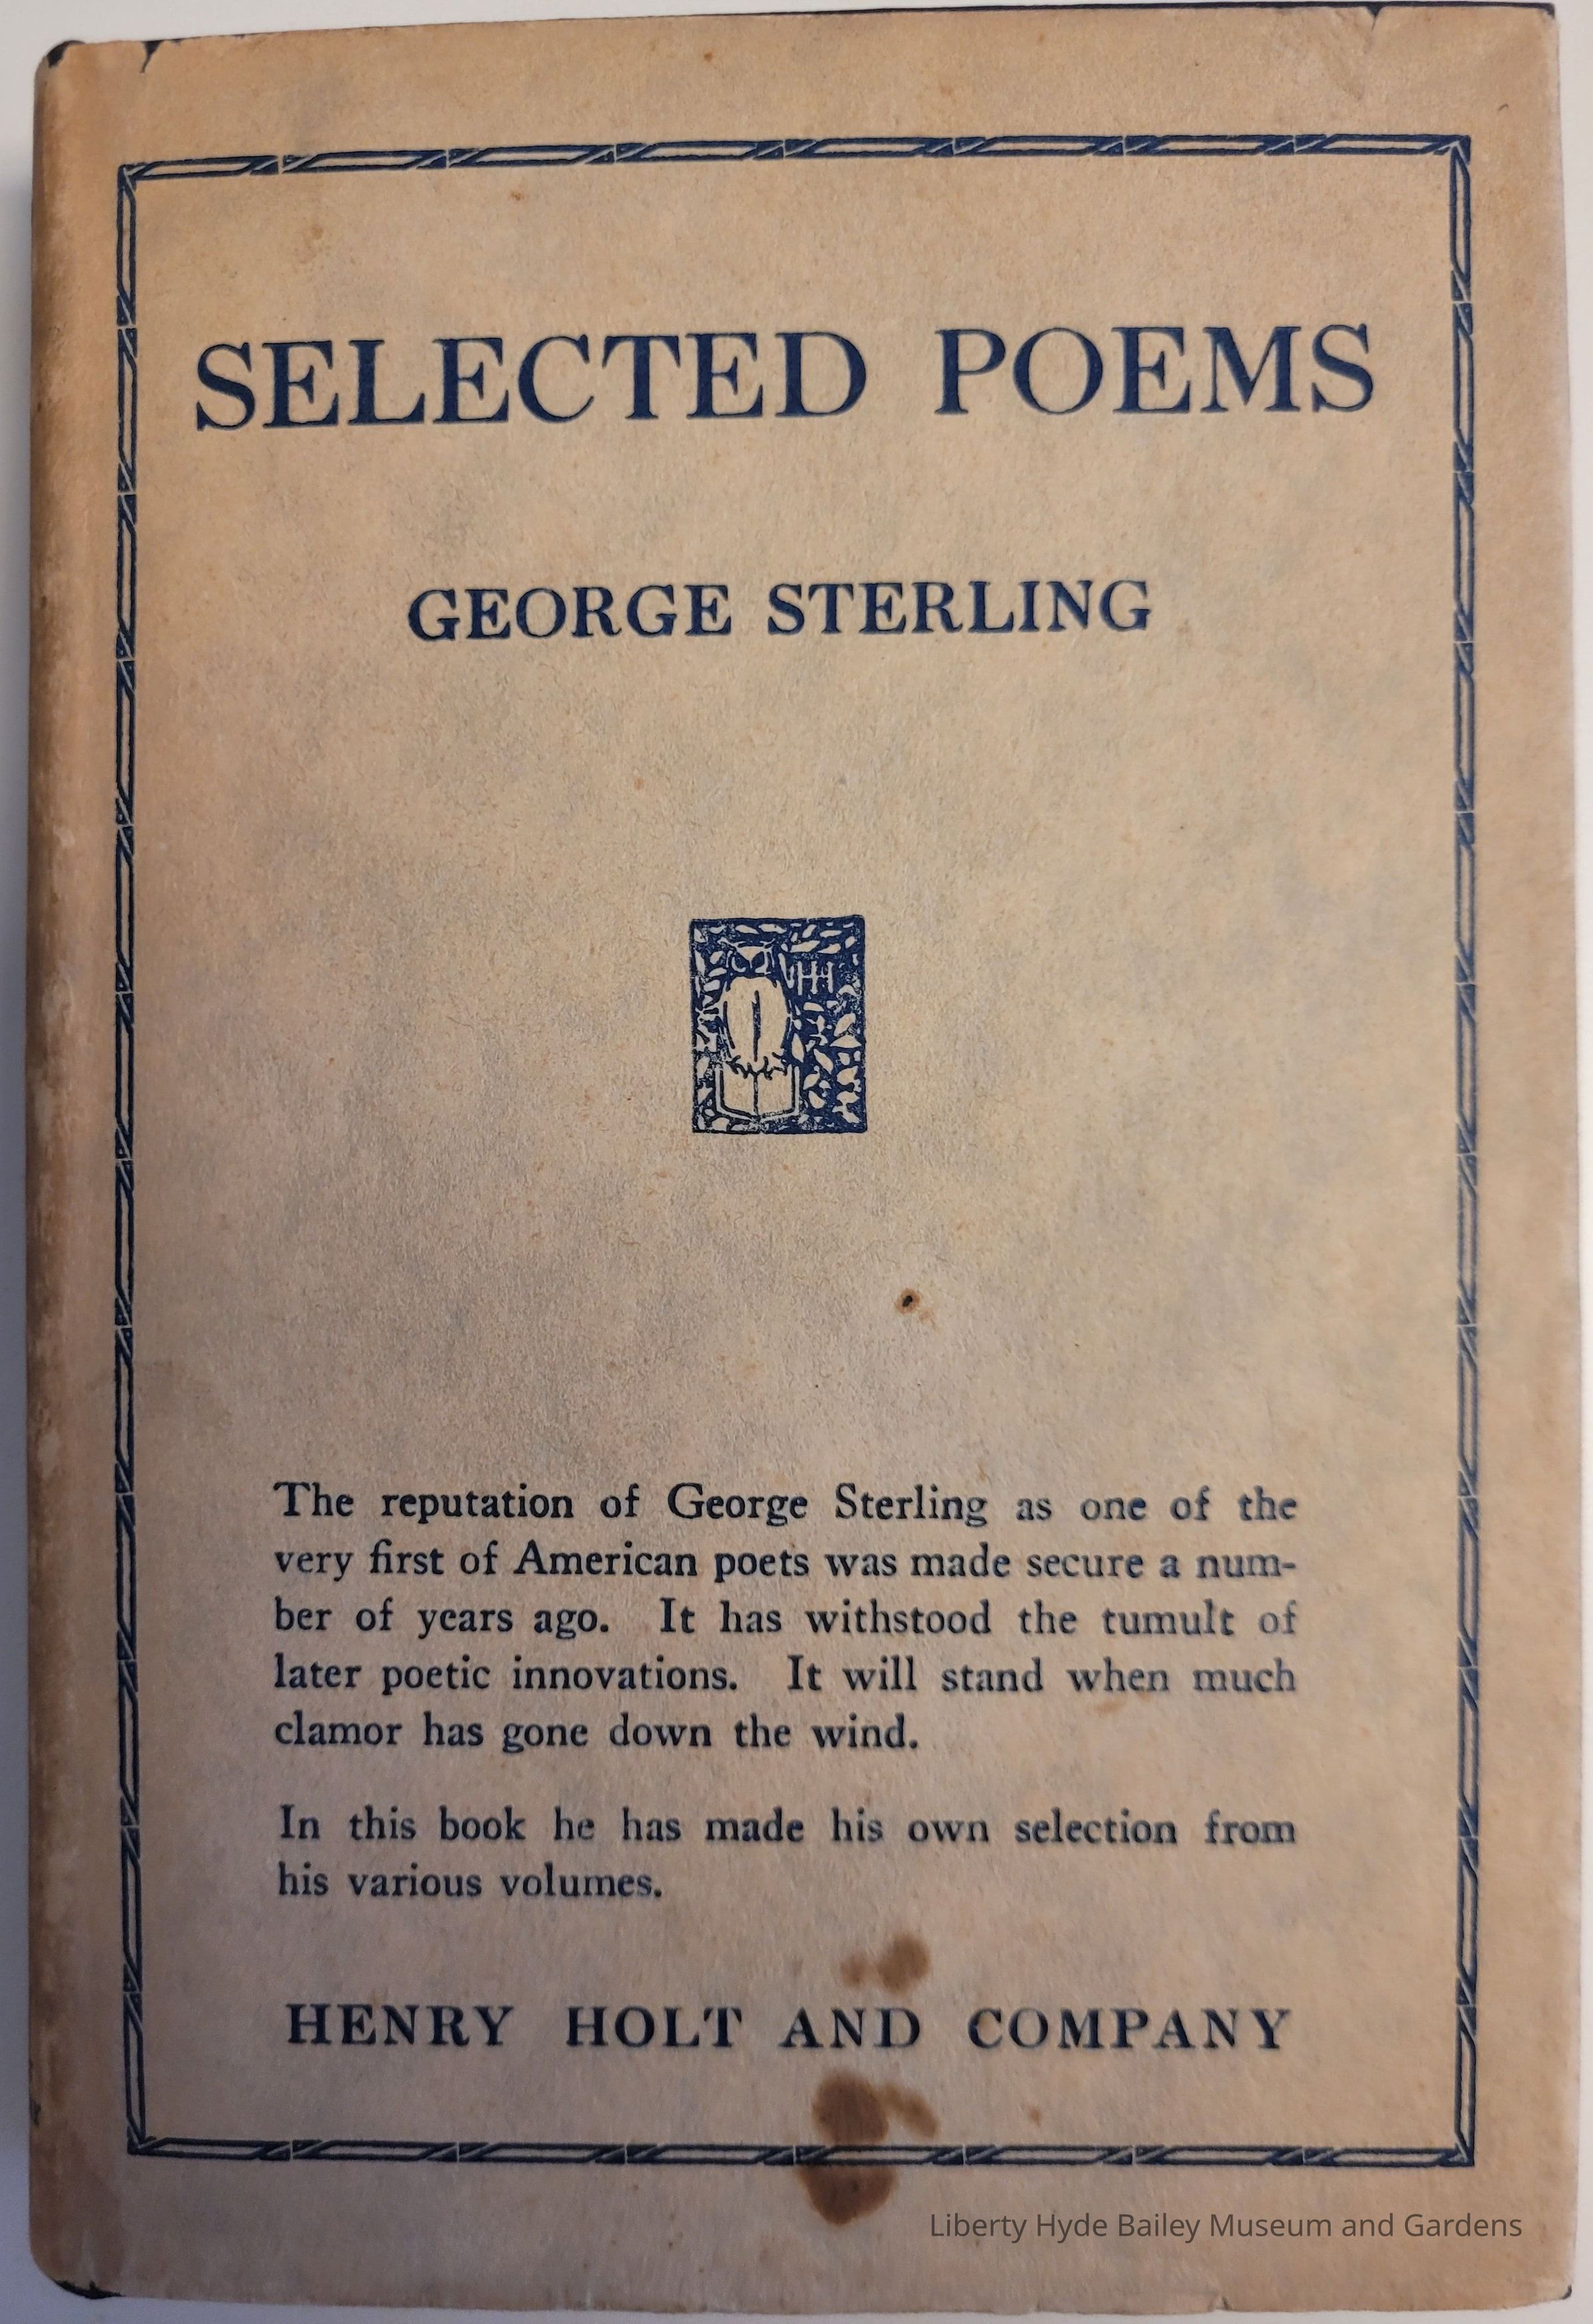 SELECTED POEMS
GEORGE STERLING
HH
The reputation of George Sterling as one of the
very first of American poets was made secure a num-
ber of years ago. It has withstood the tumult of
later poetic innovations. It will stand when much
clamor has gone down the wind.
In this book he has made his own selection from
his various volumes.
HENRY HOLT AND COMPANY
Liberty Hyde Bailey Museum and Gardens